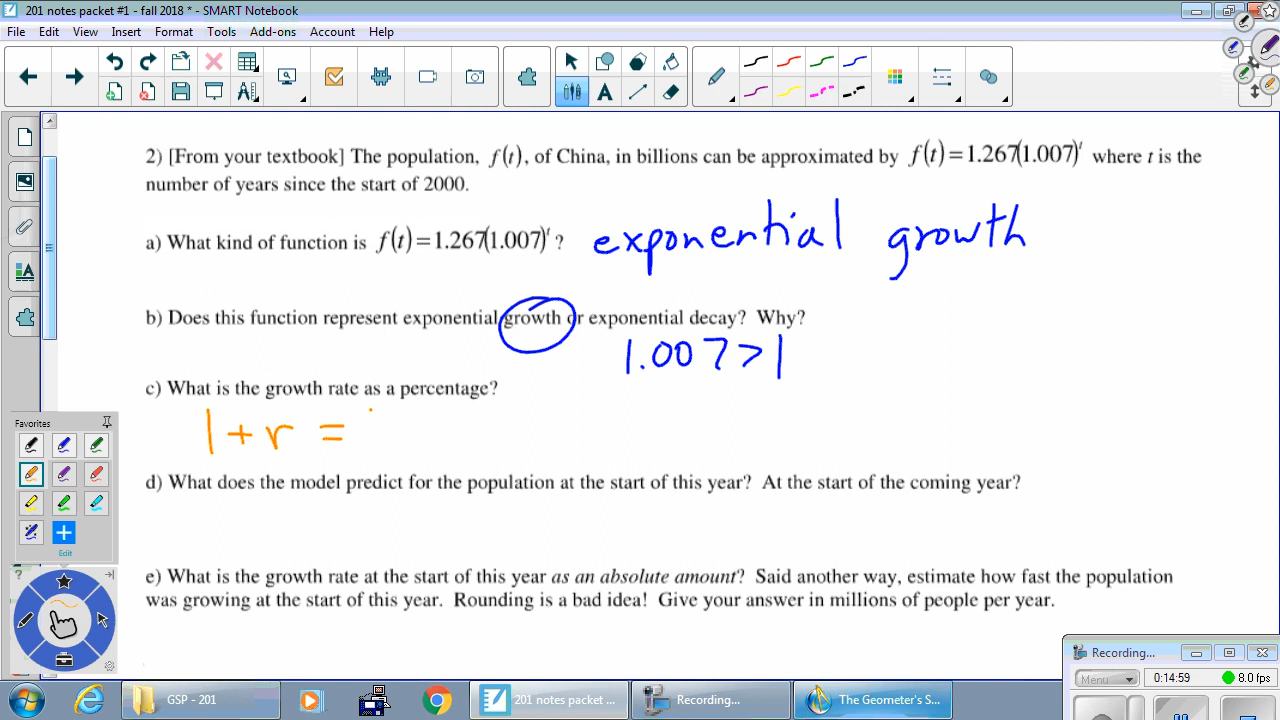 201 notes packet #1 - fall 2018 * - SMART Notebook
File Edit View Insert Format Tools Add-ons Account Help
2) [From your textbook] The population, f(t), of China, in billions can be approximated by f(t)=1.267(1.007)^t where t is the
number of years since the start of 2000.
a) What kind of function is f(t)=1.267(1.007)^t ? exponential growth
b) Does this function represent exponential growth or exponential decay? Why?
1.007>1
c) What is the growth rate as a percentage?
1+r =
d) What does the model predict for the population at the start of this year? At the start of the coming year?
e) What is the growth rate at the start of this year as an absolute amount? Said another way, estimate how fast the population
was growing at the start of this year. Rounding is a bad idea! Give your answer in millions of people per year.
Favorites
Edit
?
Recording...
Menu 0:14:59 8.0 fps
GSP - 201
201 notes packet ...
Recording...
The Geometer's S...